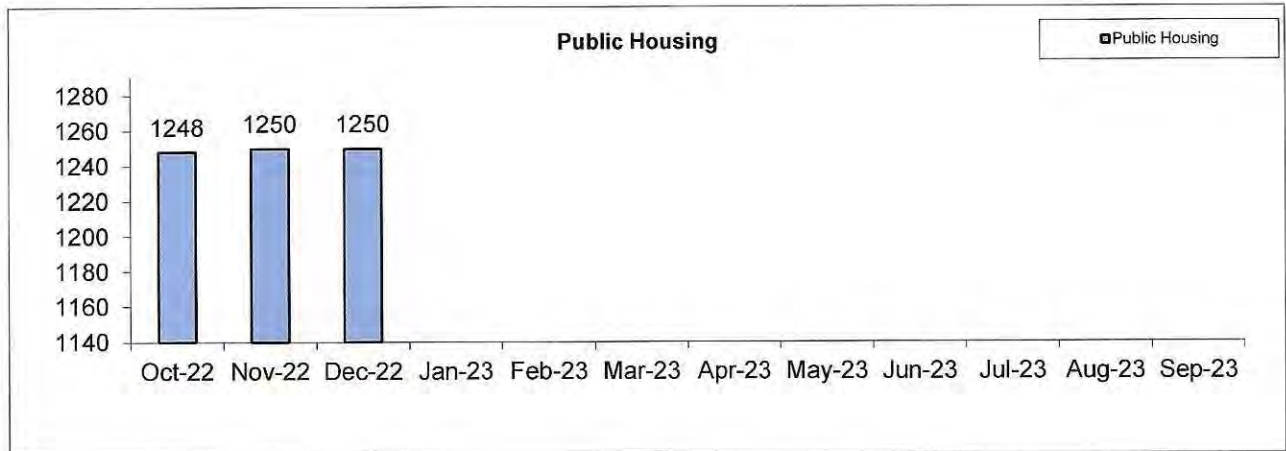 Public Housing
Public Housing
1280
1260
1240
1220
1200
1180
1160
1140
1248 1250 1250
Oct-22 Nov-22 Dec-22 Jan-23 Feb-23 Mar-23 Apr-23 May-23 Jun-23 Jul-23 Aug-23 Sep-23